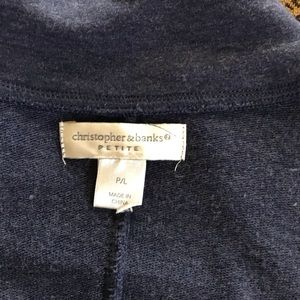 christopher & banks®
PETITE
P/L
MADE IN
CHINA